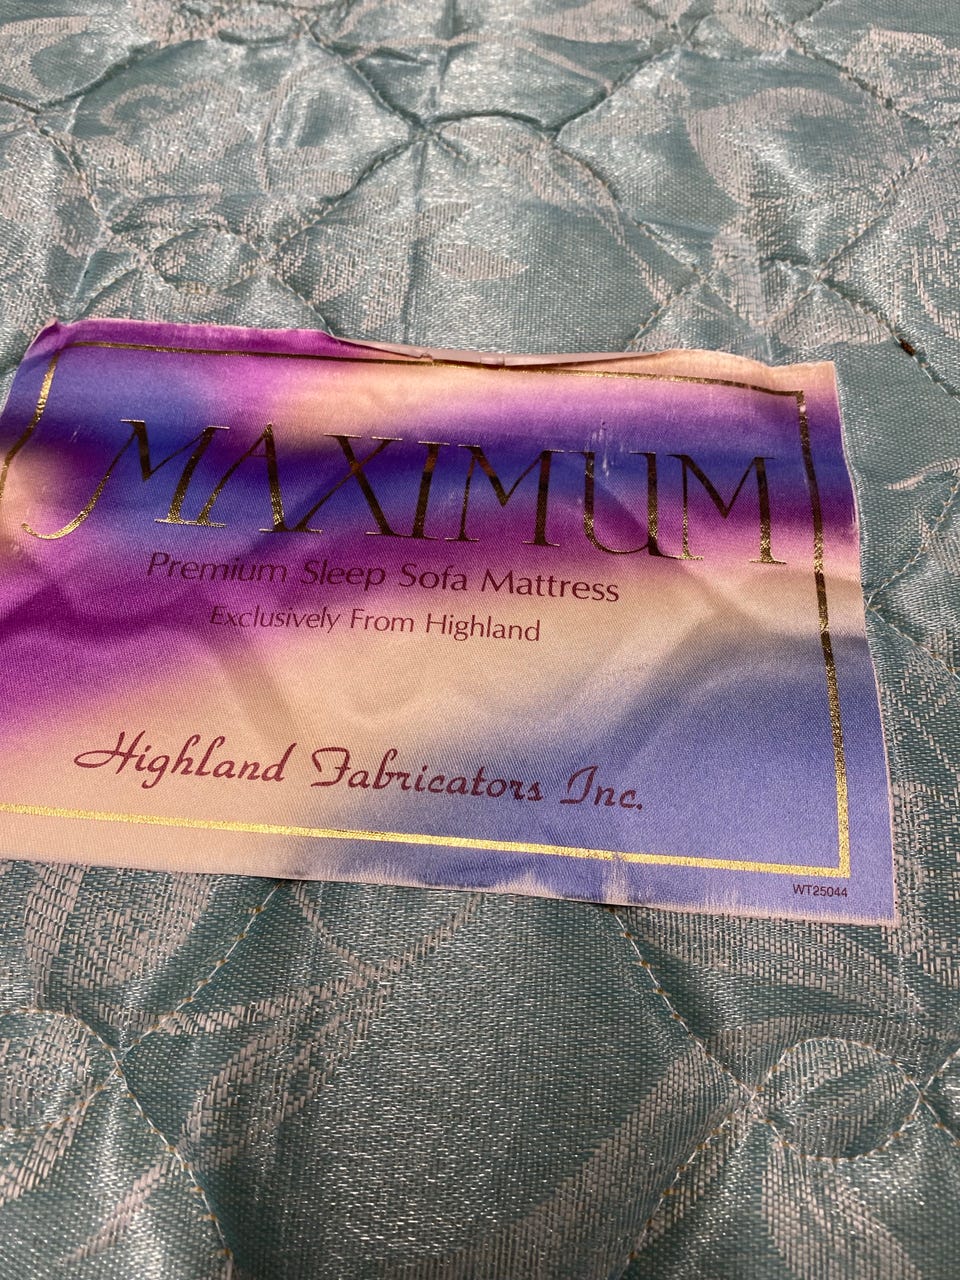 MAXIMUM
Premium Sleep Sofa Mattress
Exclusively From Highland
Highland Fabricators Inc.
WT25044